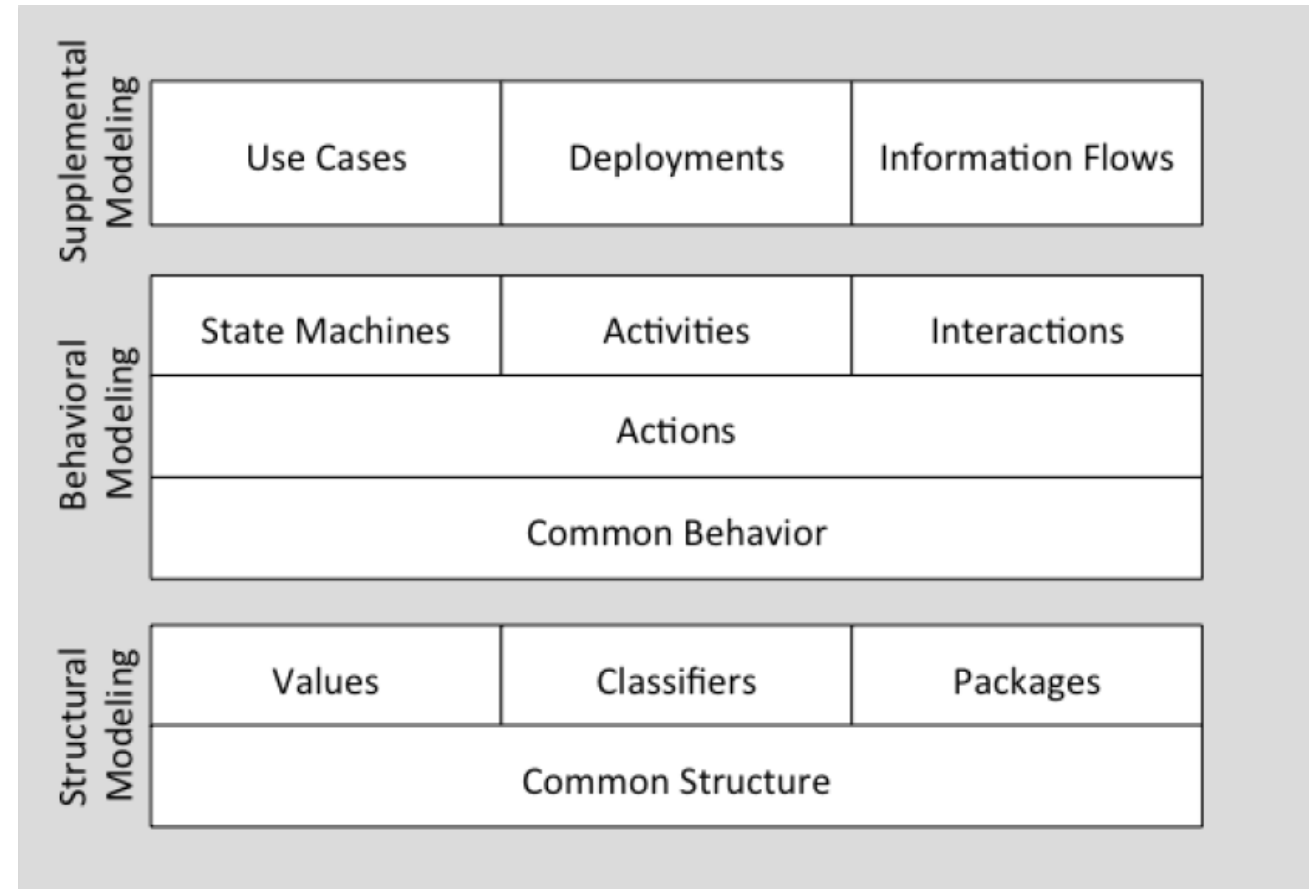 Supplemental
Modeling
Use Cases
Deployments
Information Flows
Behavioral
Modeling
State Machines
Activities
Interactions
Actions
Common Behavior
Structural
Modeling
Values
Classifiers
Packages
Common Structure